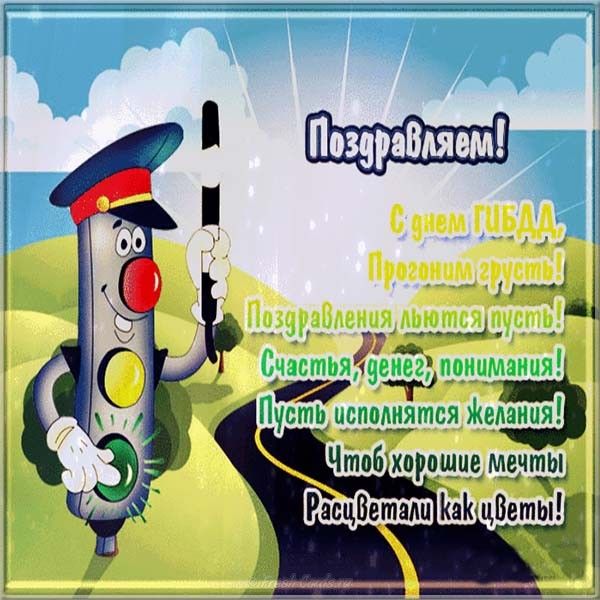 Поздравляем!
С днем ГИБДД,
Прогоним грусть!
Поздравления льются пусть!
Счастья, денег, понимания!
Пусть исполнятся желания!
Чтоб хорошие мечты
Расцветали как цветы!